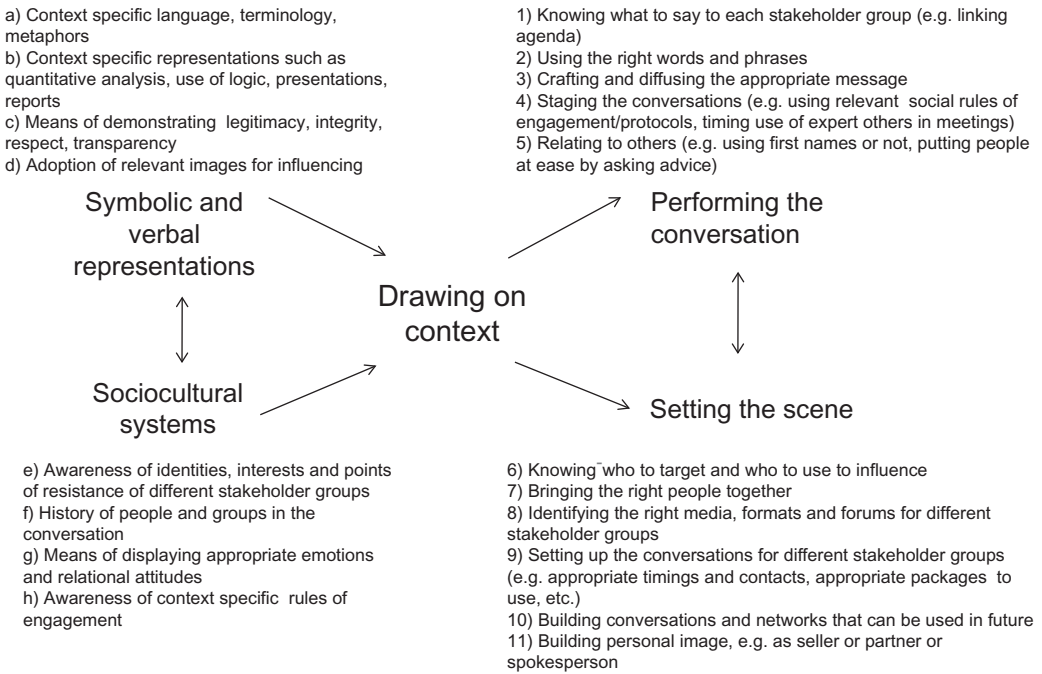 a) Context specific language, terminology,
metaphors
b) Context specific representations such as
quantitative analysis, use of logic, presentations,
reports
c) Means of demonstrating legitimacy, integrity,
respect, transparency
d) Adoption of relevant images for influencing
1) Knowing what to say to each stakeholder group (e.g. linking
agenda)
2) Using the right words and phrases
3) Crafting and diffusing the appropriate message
4) Staging the conversations (e.g. using relevant social rules of
engagement/protocols, timing use of expert others in meetings)
5) Relating to others (e.g. using first names or not, putting people
at ease by asking advice)
Symbolic and
verbal
representations
Performing the
conversation
Drawing on
context
Sociocultural
systems
Setting the scene
e) Awareness of identities, interests and points
of resistance of different stakeholder groups
f) History of people and groups in the
conversation
g) Means of displaying appropriate emotions
and relational attitudes
h) Awareness of context specific rules of
engagement
6) Knowing who to target and who to use to influence
7) Bringing the right people together
8) Identifying the right media, formats and forums for different
stakeholder groups
9) Setting up the conversations for different stakeholder groups
(e.g. appropriate timings and contacts, appropriate packages to
use, etc.)
10) Building conversations and networks that can be used in future
11) Building personal image, e.g. as seller or partner or
spokesperson